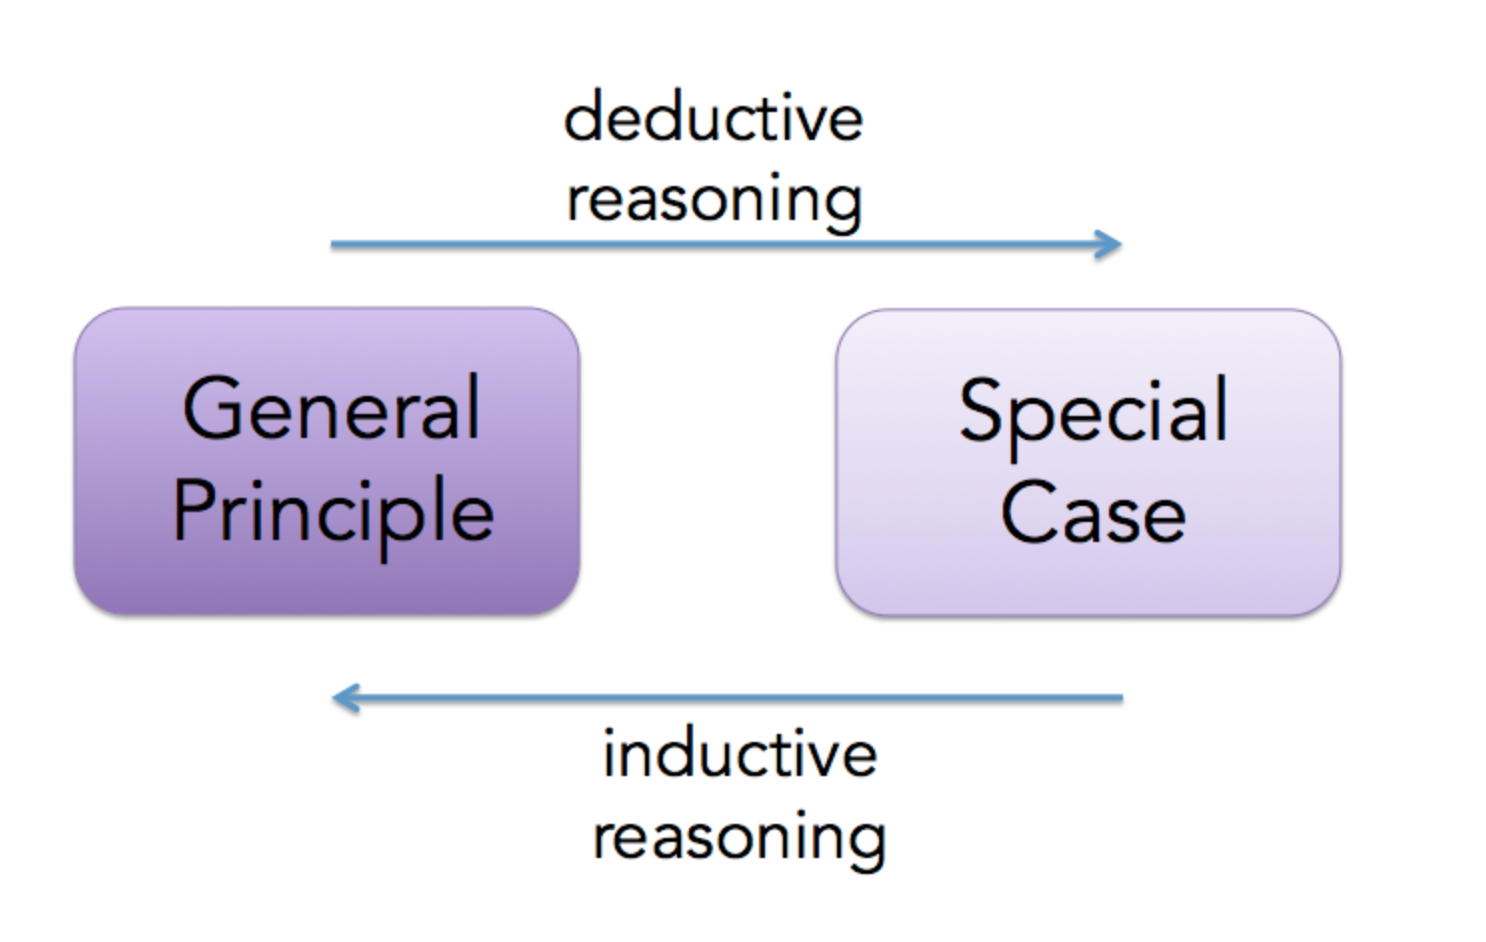 deductive
reasoning
General
Principle
Special
Case
inductive
reasoning